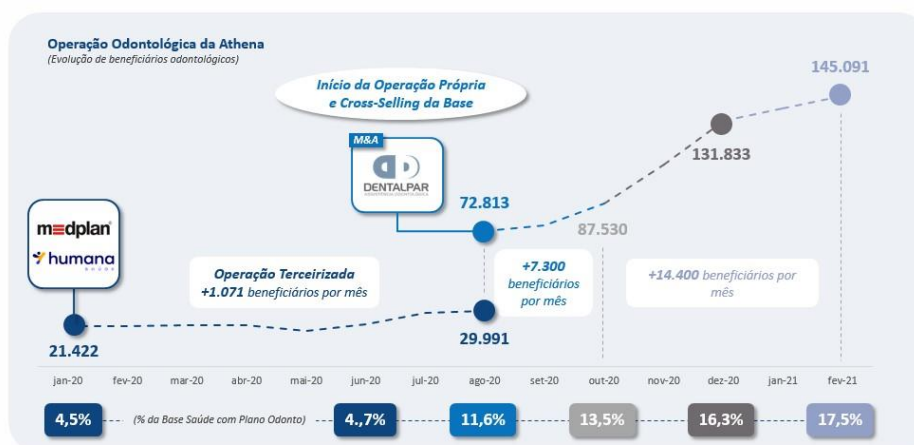 Operação Odontológica da Athena
(Evolução de beneficiários odontológicos)
Início da Operação Própria
e Cross-Selling da Base
145.091
M&A
DENTALPAR
131.833
72.813
87.530
medplan
humana
SAÚDE
Operação Terceirizada
+1.071 beneficiários por mês
+7.300
beneficiários
por mês
+14.400 beneficiários por
mês
21.422
29.991
jan-20 fev-20 mar-20 abr-20 mai-20 jun-20 jul-20 ago-20 set-20 out-20 nov-20 dez-20 jan-21 fev-21
4,5% (% da Base Saúde com Plano Odonto) 4.,7% 11,6% 13,5% 16,3% 17,5%